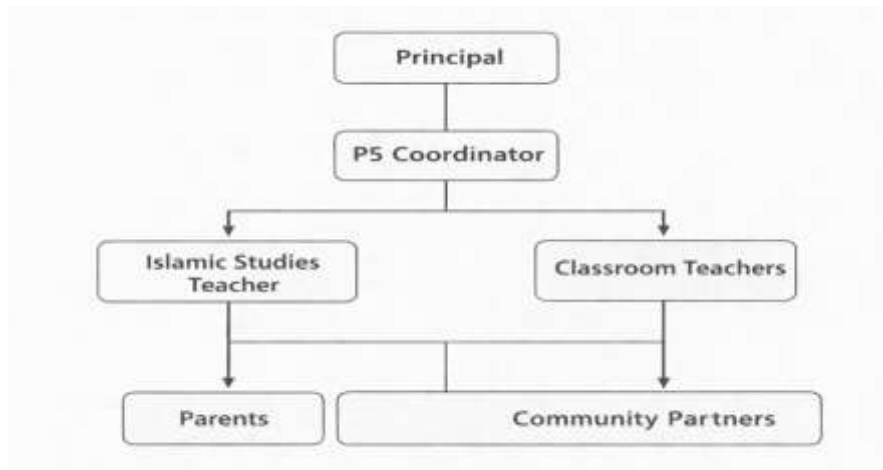 Principal
P5 Coordinator
Islamic Studies
Teacher
Classroom Teachers
Parents
Community Partners